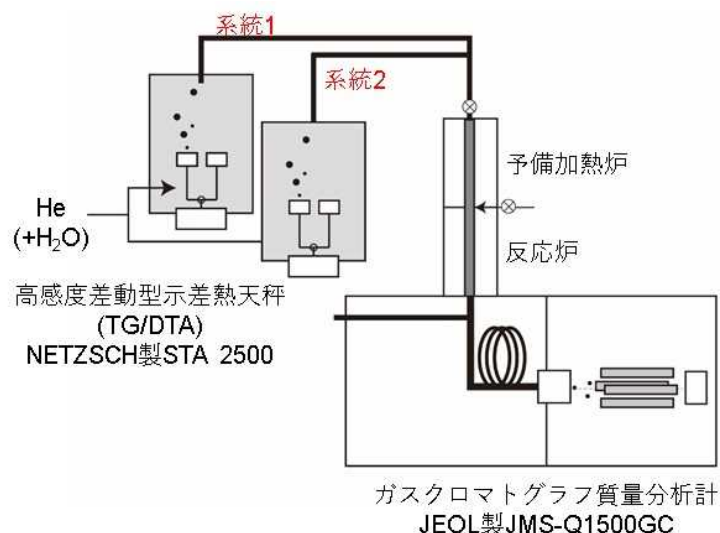 系統1
系統2
予備加熱炉
He
(+H₂O)
反応炉
高感度差動型示差熱天秤
(TG/DTA)
NETZSCH製STA 2500
ガスクロマトグラフ質量分析計
JEOL製JMS-Q1500GC